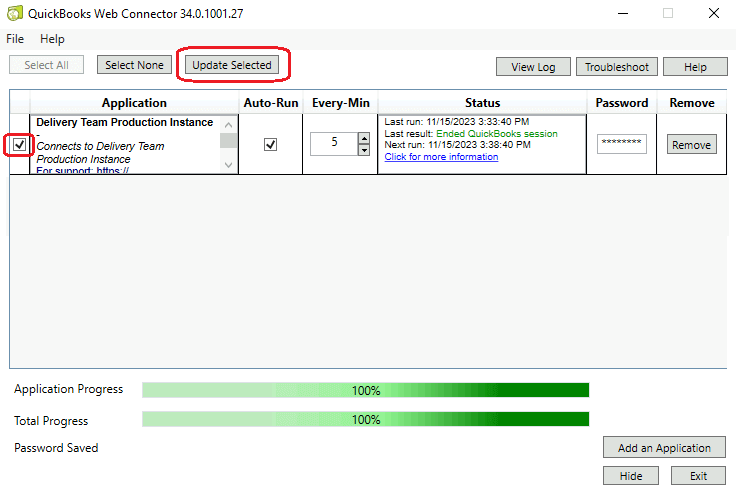 QuickBooks Web Connector 34.0.1001.27
File Help
Select All Select None Update Selected View Log Troubleshoot Help
Application Auto-Run Every-Min Status Password Remove
Delivery Team Production Instance
-
Connects to Delivery Team
Production Instance
For support: https://
5
Last run: 11/15/2023 3:33:40 PM
Last result: Ended QuickBooks session
Next run: 11/15/2023 3:38:40 PM
Click for more information
********
Remove
Application Progress 100%
Total Progress 100%
Password Saved
Add an Application
Hide Exit